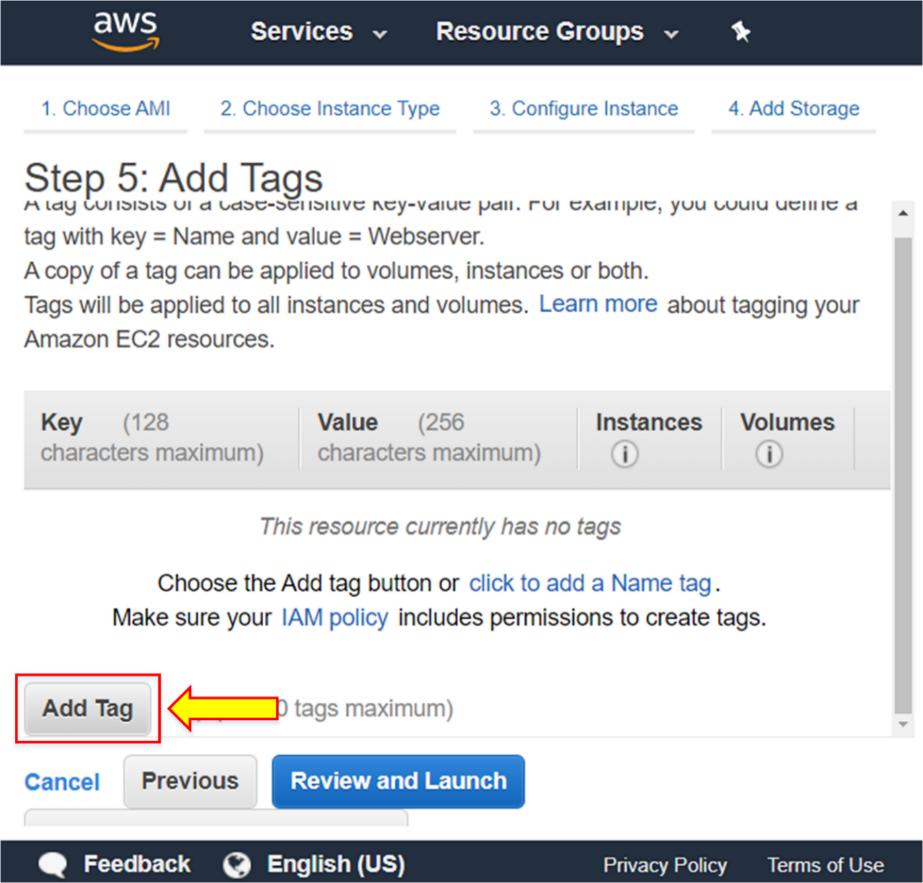 aws Services Resource Groups
1. Choose AMI 2. Choose Instance Type 3. Configure Instance 4. Add Storage
Step 5: Add Tags
A tag consists of a case-sensitive key-value pair. For example, you could define a
tag with key = Name and value = Webserver.
A copy of a tag can be applied to volumes, instances or both.
Tags will be applied to all instances and volumes. Learn more about tagging your
Amazon EC2 resources.
Key (128 Value (256 Instances Volumes
characters maximum) characters maximum)
This resource currently has no tags
Choose the Add tag button or click to add a Name tag.
Make sure your IAM policy includes permissions to create tags.
Add Tag 0 tags maximum)
Cancel Previous Review and Launch
Feedback English (US) Privacy Policy Terms of Use